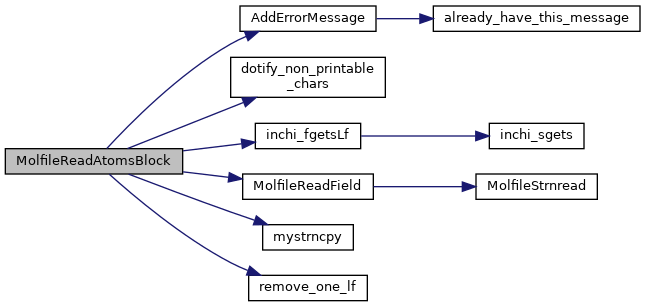 AddErrorMessage
already_have_this_message
dotify_non_printable
_chars
inchi_fgetsLf
inchi_sgets
MolfileReadAtomsBlock
MolfileReadField
MolfileStrnread
mystrncpy
remove_one_lf